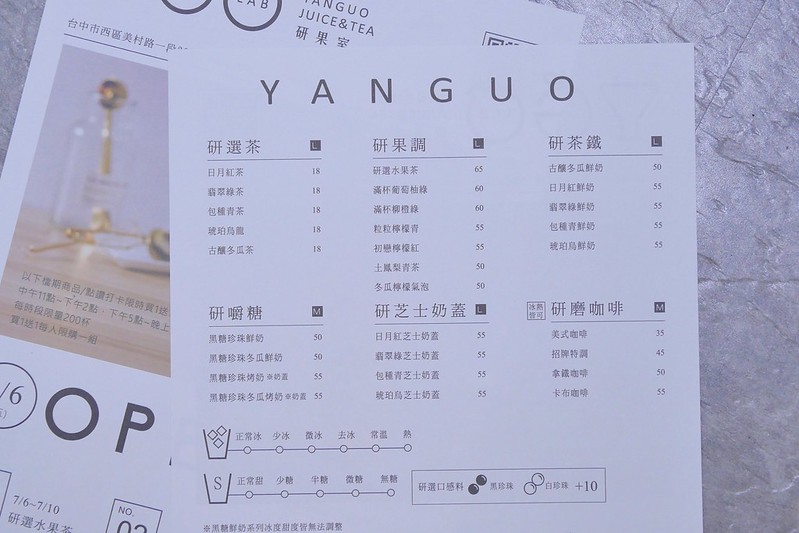 LAB
YANGUO
JUICE&TEA
研果室
台中市西區美村路一段
YANGUO
研選茶 L
日月紅茶 18
翡翠綠茶 18
包種青茶 18
琥珀烏龍 18
古釀冬瓜茶 18
研果調 L
研選水果茶 65
滿杯葡萄柚綠 60
滿杯柳橙綠 60
粒粒檸檬青 55
初戀檸檬紅 55
土鳳梨青茶 50
冬瓜檸檬氣泡 50
研茶鐵 L
古釀冬瓜鮮奶 50
日月紅鮮奶 55
翡翠綠鮮奶 55
包種青鮮奶 55
琥珀烏鮮奶 55
研嚼糖 M
黑糖珍珠鮮奶 50
黑糖珍珠冬瓜鮮奶 50
黑糖珍珠烤奶 ※奶蓋 55
黑糖珍珠冬瓜烤奶 ※奶蓋 55
研芝士奶蓋 L
日月紅芝士奶蓋 55
翡翠綠芝士奶蓋 55
包種青芝士奶蓋 55
琥珀烏芝士奶蓋 55
冰熱皆可 研磨咖啡 M
美式咖啡 35
招牌特調 45
拿鐵咖啡 50
卡布咖啡 55
正常冰 少冰 微冰 去冰 常溫 熱
S 正常甜 少糖 半糖 微糖 無糖
研選口感料 黑珍珠 白珍珠 +10
※黑糖鮮奶系列冰度甜度皆無法調整
以下檔期商品/點讚打卡限時買1送
中午11點~下午2點．下午5點~晚上
每時段限量200杯
買1送1每人限購一組
/6
OP
7/6~7/10
研選水果茶
NO.
02